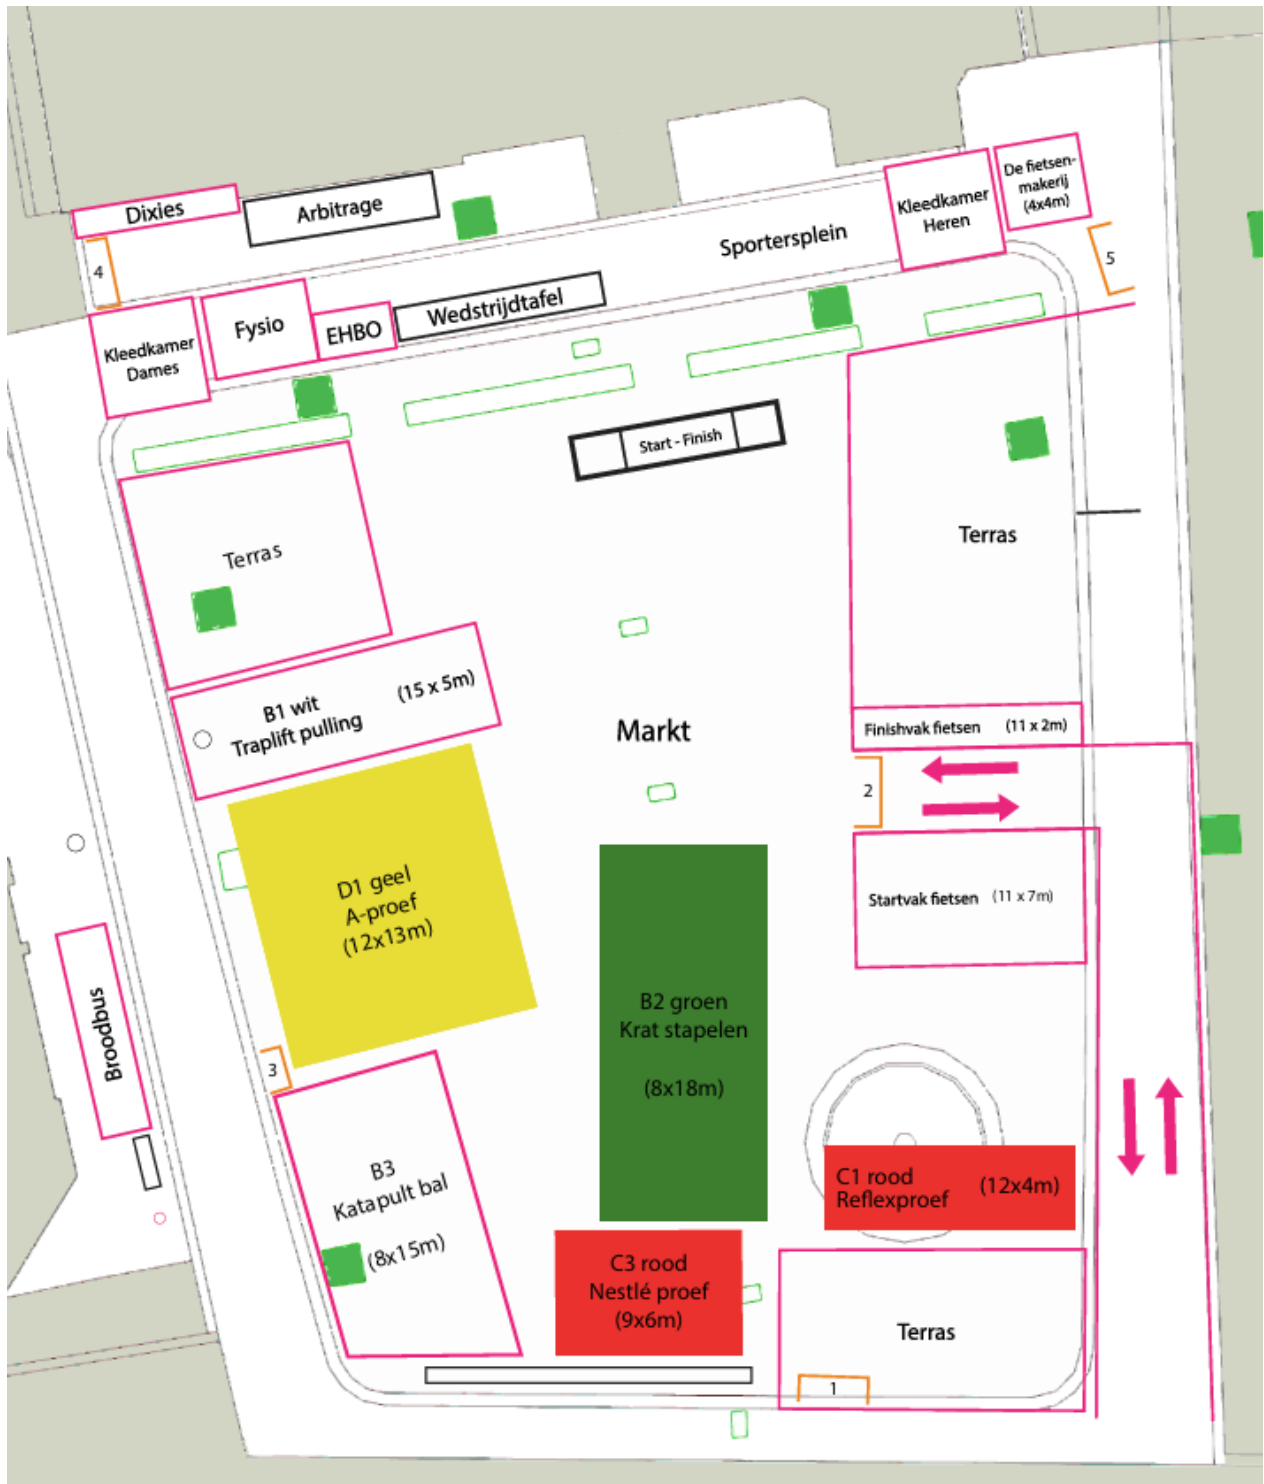 Dixies
Arbitrage
4
Kleedkamer
Dames
Fysio
EHBO
Wedstrijdtafel
Sportersplein
Kleedkamer
Heren
De fietsen-
makerij
(4x4m)
5
Start - Finish
Terras
Terras
B1 wit
Traplift pulling
(15 x 5m)
Markt
Finishvak fietsen (11 x 2m)
2
D1 geel
A-proef
(12x13m)
Startvak fietsen (11 x 7m)
B2 groen
Krat stapelen
(8x18m)
Broodbus
3
B3
Katapult bal
(8x15m)
C1 rood
Reflexproef
(12x4m)
C3 rood
Nestlé proef
(9x6m)
Terras
1